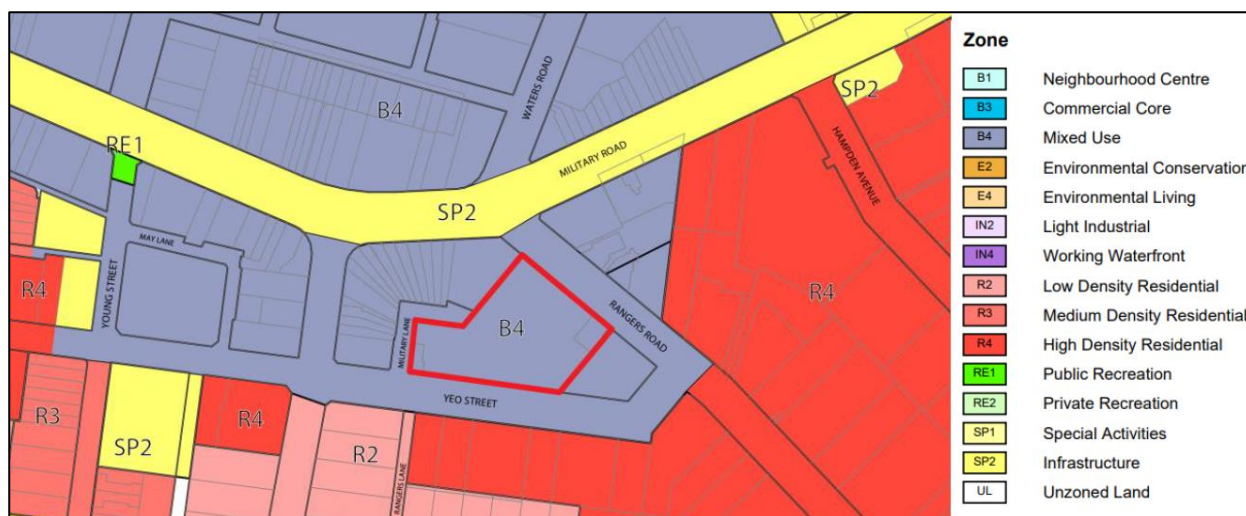 B4
WATERS ROAD
SP2
HAMPDEN AVENUE
RE1
MILITARY ROAD
SP2
MAY LANE
YOUNG STREET
R4
MILITARY LANE
B4
RANGERS ROAD
R4
YEO STREET
R3
SP2
R4
R2
RANGERS LANE
Zone
B1 Neighbourhood Centre
B3 Commercial Core
B4 Mixed Use
E2 Environmental Conservation
E4 Environmental Living
IN2 Light Industrial
IN4 Working Waterfront
R2 Low Density Residential
R3 Medium Density Residential
R4 High Density Residential
RE1 Public Recreation
RE2 Private Recreation
SP1 Special Activities
SP2 Infrastructure
UL Unzoned Land